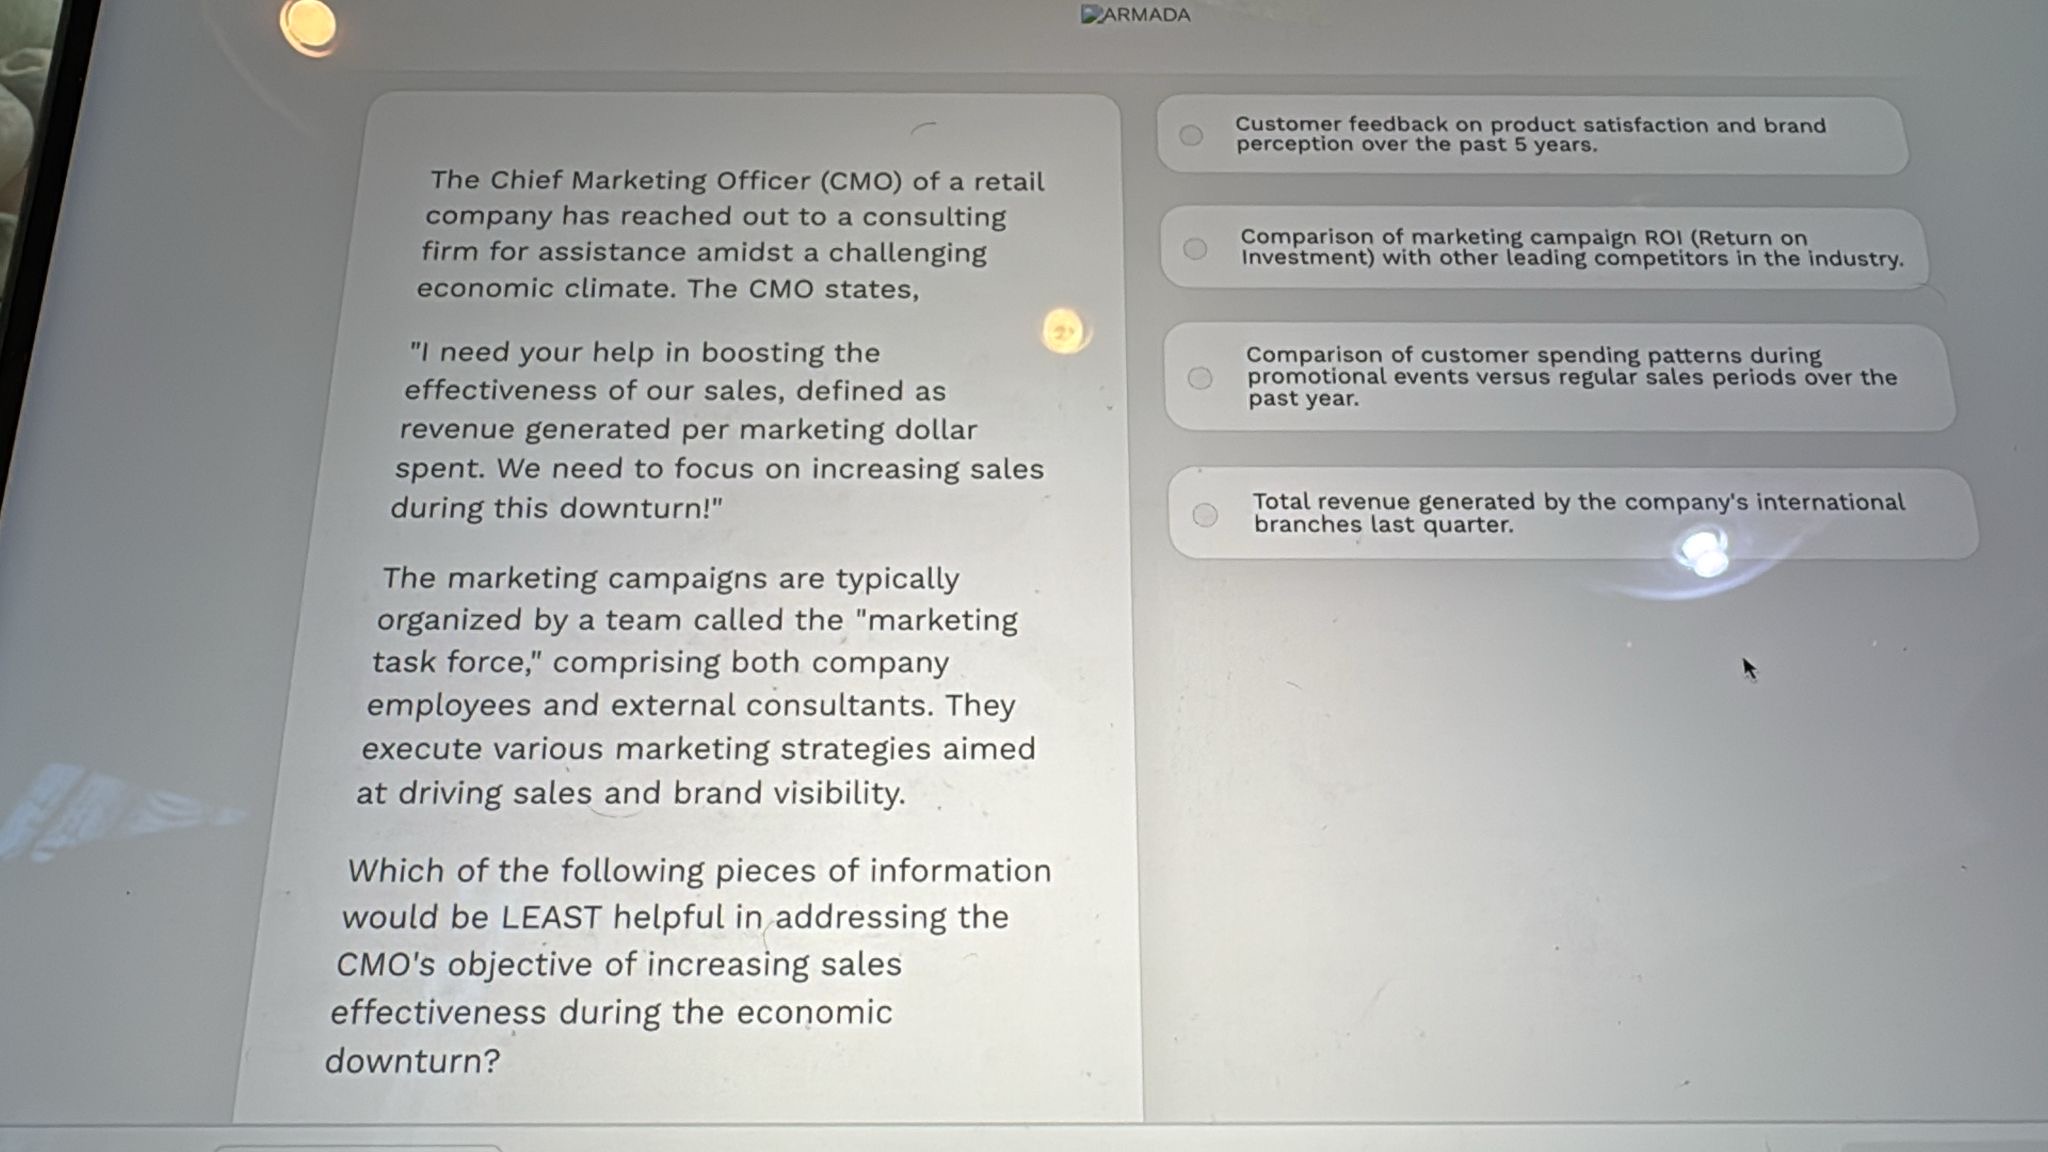 ARMADA
The Chief Marketing Officer (CMO) of a retail
company has reached out to a consulting
firm for assistance amidst a challenging
economic climate. The CMO states,
"I need your help in boosting the
effectiveness of our sales, defined as
revenue generated per marketing dollar
spent. We need to focus on increasing sales
during this downturn!"
The marketing campaigns are typically
organized by a team called the "marketing
task force," comprising both company
employees and external consultants. They
execute various marketing strategies aimed
at driving sales and brand visibility.
Which of the following pieces of information
would be LEAST helpful in addressing the
CMO's objective of increasing sales
effectiveness during the economic
downturn?
Customer feedback on product satisfaction and brand
perception over the past 5 years.
Comparison of marketing campaign ROI (Return on
Investment) with other leading competitors in the industry.
Comparison of customer spending patterns during
promotional events versus regular sales periods over the
past year.
Total revenue generated by the company's international
branches last quarter.